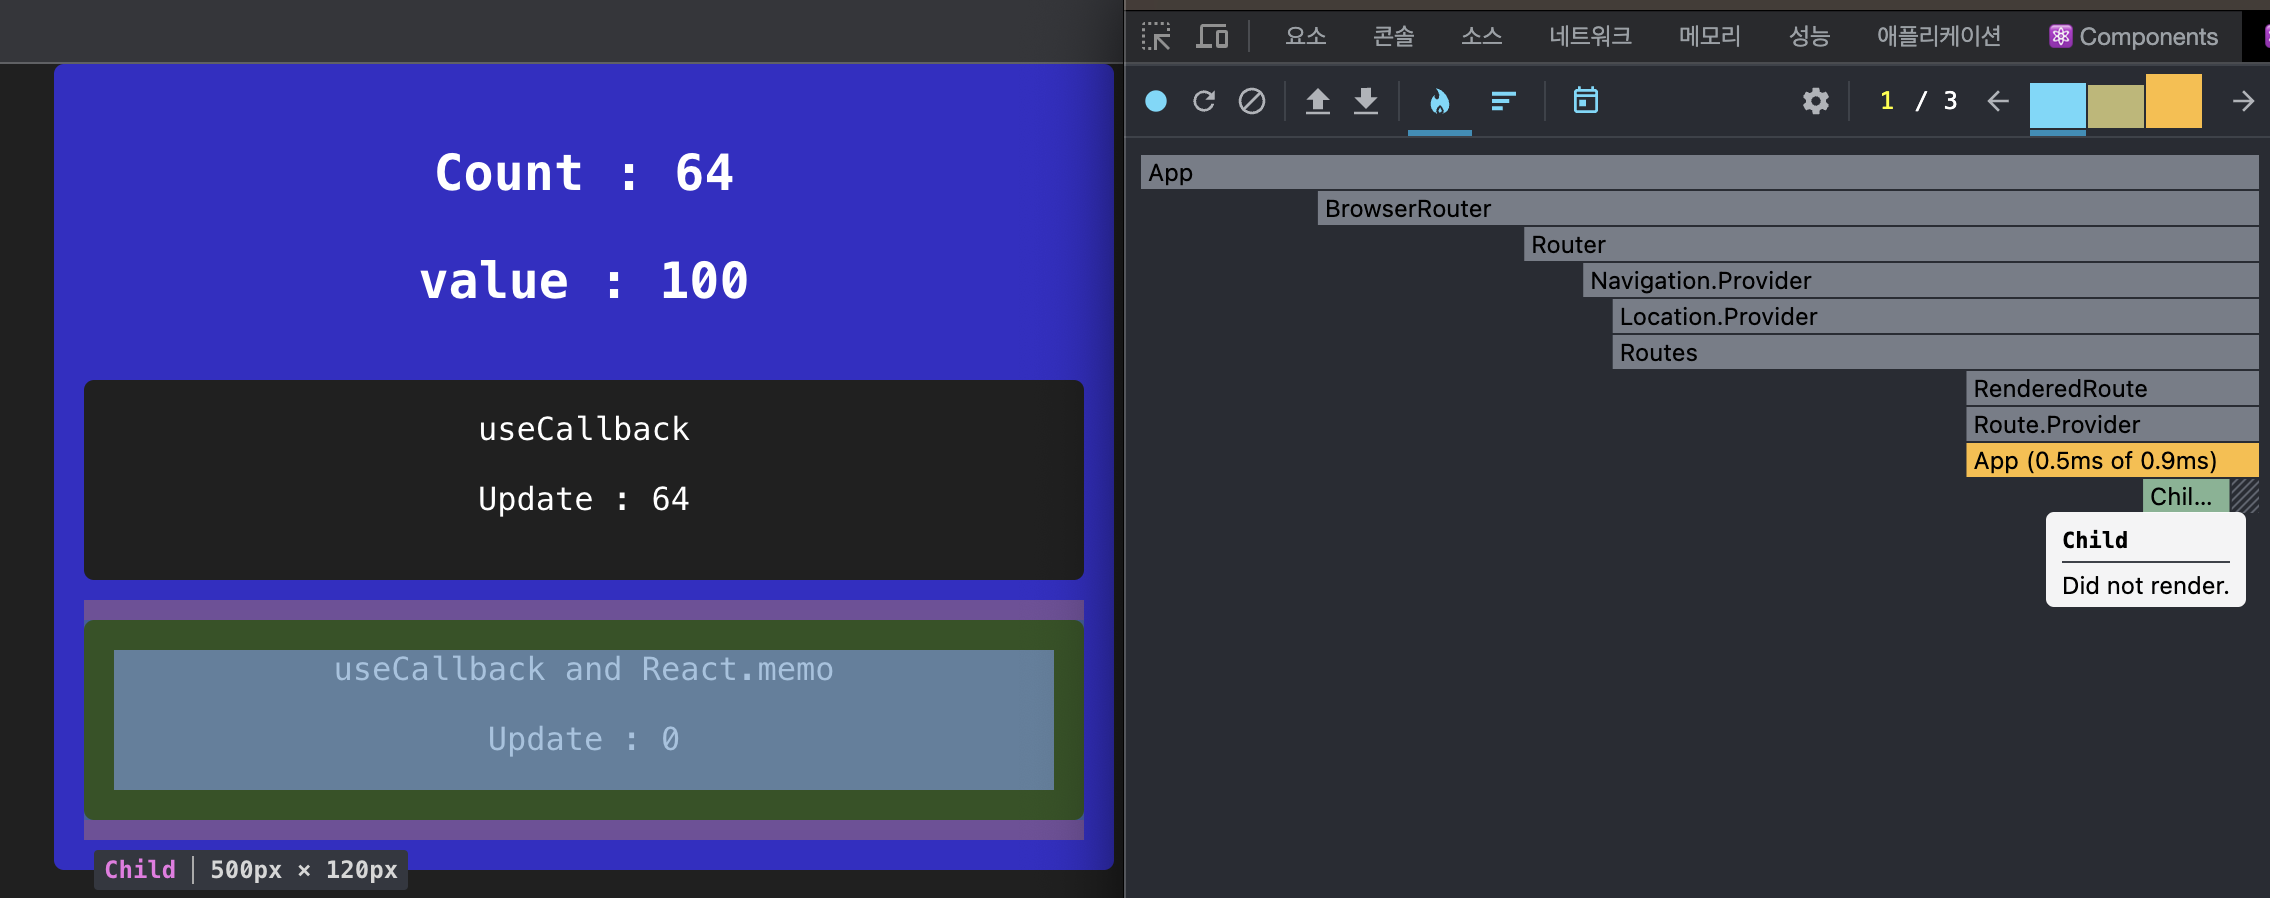 Count : 64
value : 100
useCallback
Update : 64
useCallback and React.memo
Update : 0
Child | 500px × 120px
요소 콘솔 소스 네트워크 메모리 성능 애플리케이션 Components
1 / 3
App
BrowserRouter
Router
Navigation.Provider
Location.Provider
Routes
RenderedRoute
Route.Provider
App (0.5ms of 0.9ms)
Chil...
Child
Did not render.